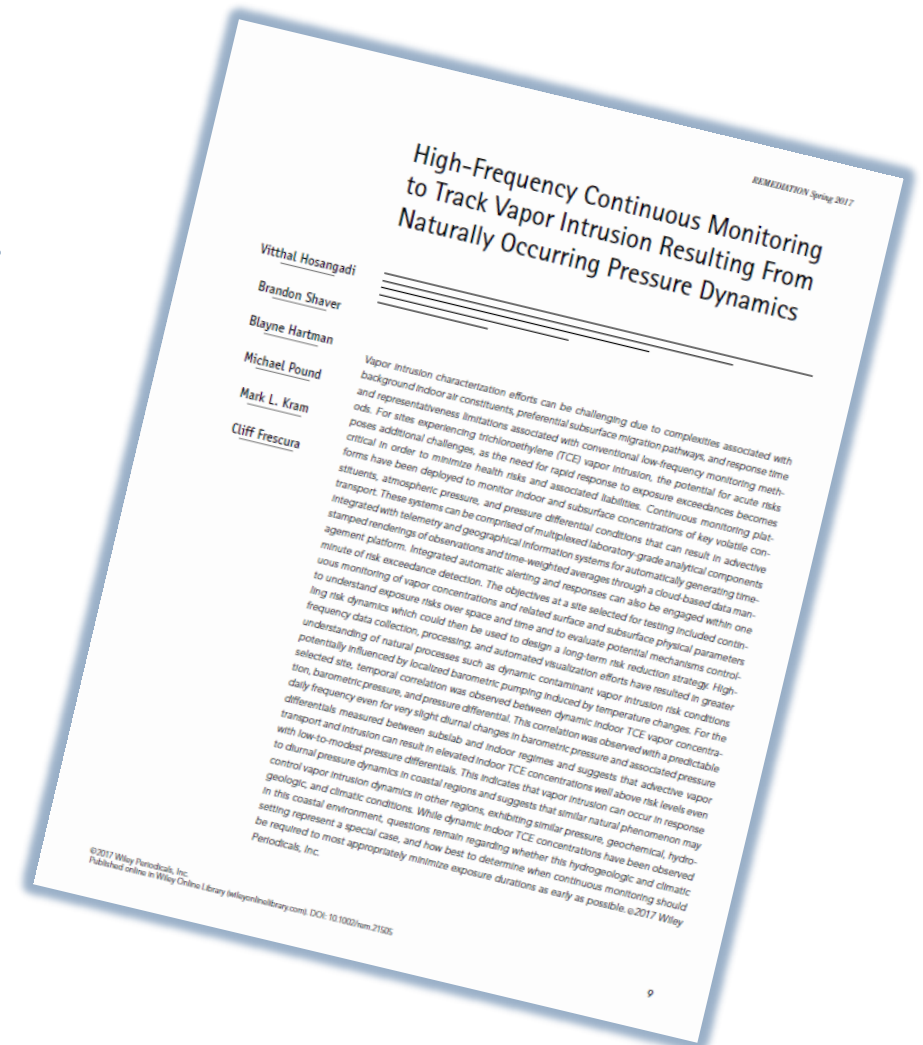 REMEDIATION Spring 2017
High-Frequency Continuous Monitoring
to Track Vapor Intrusion Resulting From
Naturally Occurring Pressure Dynamics
Vitthal Hosangadi
Brandon Shaver
Blayne Hartman
Michael Pound
Mark L. Kram
Cliff Frescura
Vapor intrusion characterization efforts can be challenging due to complexities associated with
background indoor air constituents, preferential subsurface migration pathways, and response time
and representativeness limitations associated with conventional low-frequency monitoring meth-
ods. For sites experiencing trichloroethylene (TCE) vapor intrusion, the potential for acute risks
poses additional challenges, as the need for rapid response to exposure exceedances becomes
critical in order to minimize health risks and associated liabilities. Continuous monitoring plat-
forms have been deployed to monitor indoor and subsurface concentrations of key volatile con-
stituents, atmospheric pressure, and pressure differential conditions that can result in advective
transport. These systems can be comprised of multiplexed laboratory-grade analytical components
integrated with telemetry and geographical information systems for automatically generating time-
stamped renderings of observations and time-weighted averages through a cloud-based data man-
agement platform. Integrated automatic alerting and responses can also be engaged within one
minute of risk exceedance detection. The objectives at a site selected for testing included contin-
uous monitoring of vapor concentrations and related surface and subsurface physical parameters
to understand exposure risks over space and time and to evaluate potential mechanisms control-
ling risk dynamics which could then be used to design a long-term risk reduction strategy. High-
frequency data collection, processing, and automated visualization efforts have resulted in greater
understanding of natural processes such as dynamic contaminant vapor intrusion risk conditions
potentially influenced by localized barometric pumping induced by temperature changes. For the
selected site, temporal correlation was observed between dynamic indoor TCE vapor concentra-
tion, barometric pressure, and pressure differential. This correlation was observed with a predictable
daily frequency even for very slight diurnal changes in barometric pressure and associated pressure
differentials measured between subslab and indoor regimes and suggests that advective vapor
transport and intrusion can result in elevated indoor TCE concentrations well above risk levels even
with low-to-modest pressure differentials. This indicates that vapor intrusion can occur in response
to diurnal pressure dynamics in coastal regions and suggests that similar natural phenomenon may
control vapor intrusion dynamics in other regions, exhibiting similar pressure, geochemical, hydro-
geologic, and climatic conditions. While dynamic indoor TCE concentrations have been observed
in this coastal environment, questions remain regarding whether this hydrogeologic and climatic
setting represent a special case, and how best to determine when continuous monitoring should
be required to most appropriately minimize exposure durations as early as possible. ©2017 Wiley
Periodicals, Inc.
©2017 Wiley Periodicals, Inc.
Published online in Wiley Online Library (wileyonlinelibrary.com). DOI: 10.1002/rem.21505
9